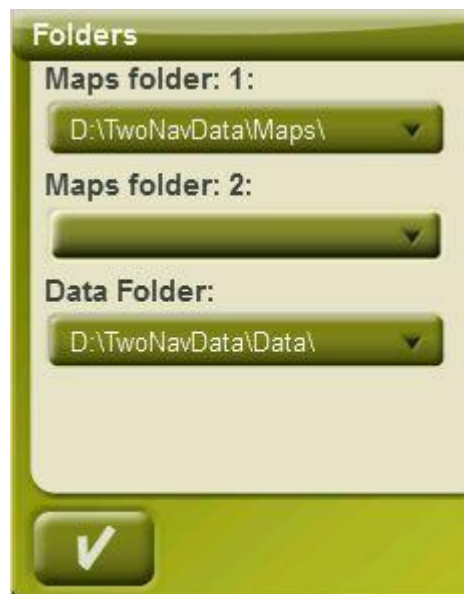 Folders
Maps folder: 1:
D:\TwoNavData\Maps\
Maps folder: 2:
Data Folder:
D:\TwoNavData\Data\